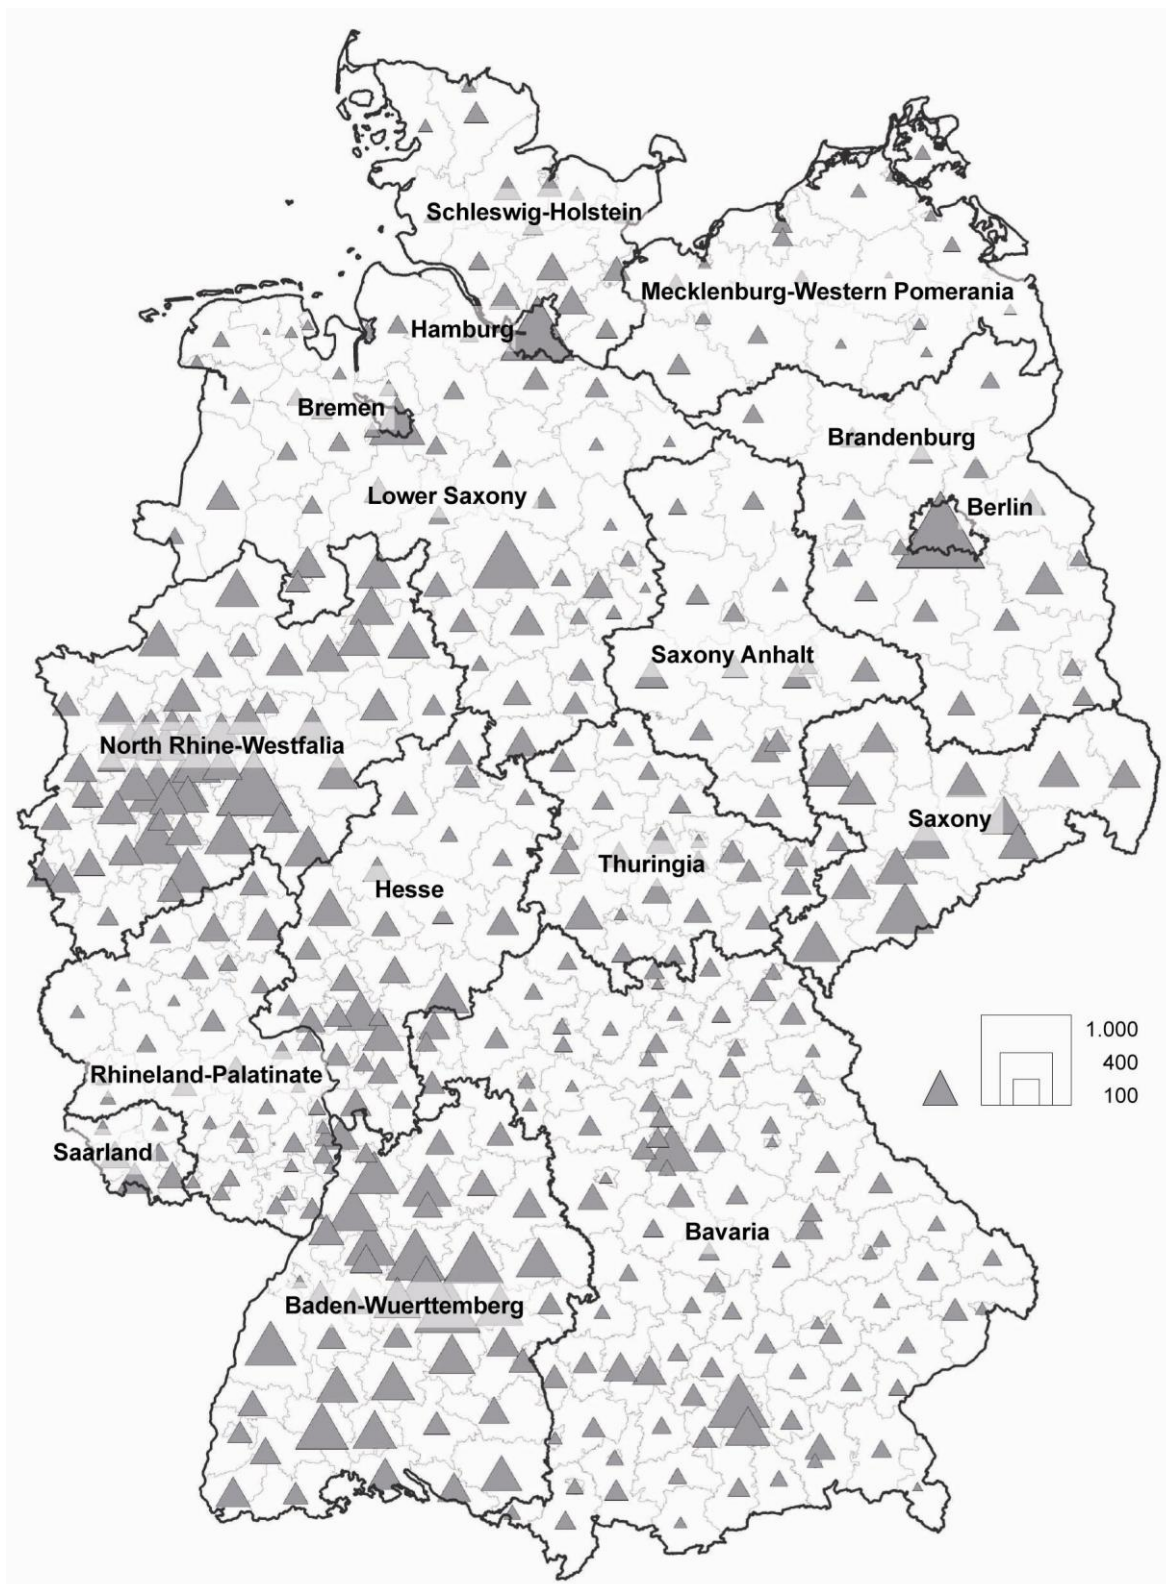 Schleswig-Holstein
Mecklenburg-Western Pomerania
Hamburg
Bremen
Brandenburg
Lower Saxony
Berlin
Saxony Anhalt
North Rhine-Westfalia
Saxony
Thuringia
Hesse
1.000
400
100
Rhineland-Palatinate
Saarland
Bavaria
Baden-Wuerttemberg